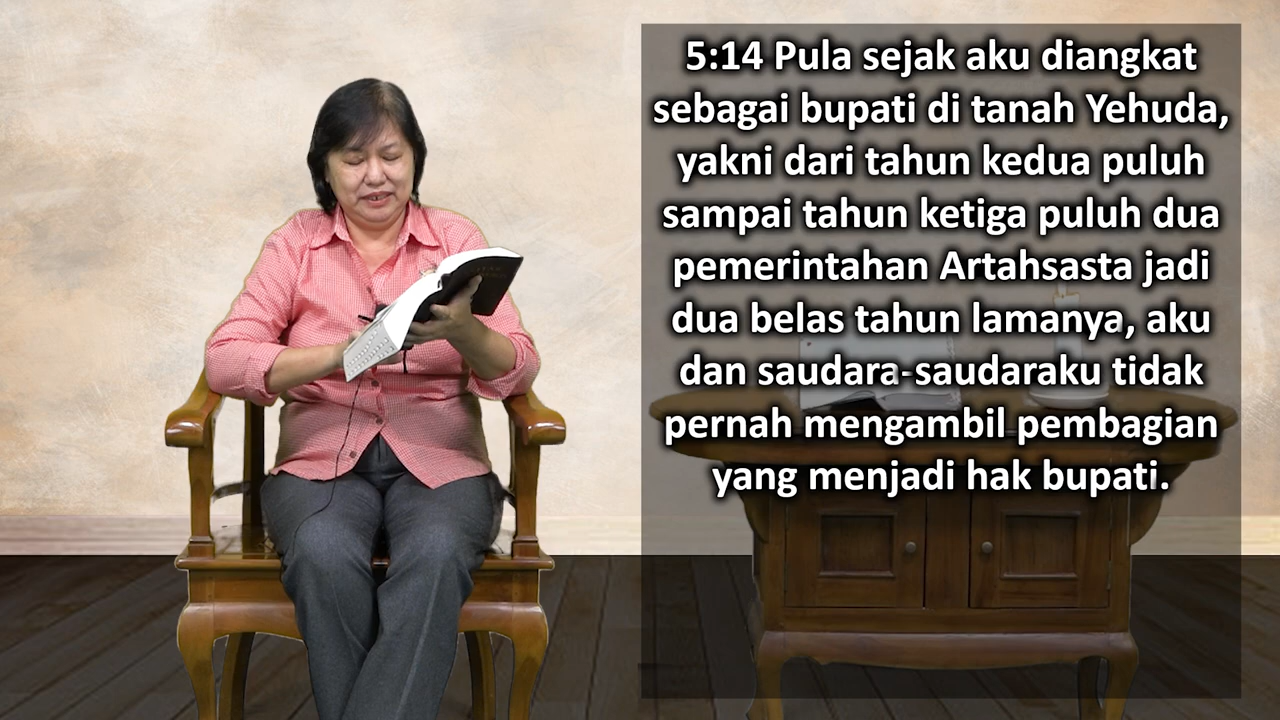 5:14 Pula sejak aku diangkat
sebagai bupati di tanah Yehuda,
yakni dari tahun kedua puluh
sampai tahun ketiga puluh dua
pemerintahan Artahsasta jadi
dua belas tahun lamanya, aku
dan saudara-saudaraku tidak
pernah mengambil pembagian
yang menjadi hak bupati.